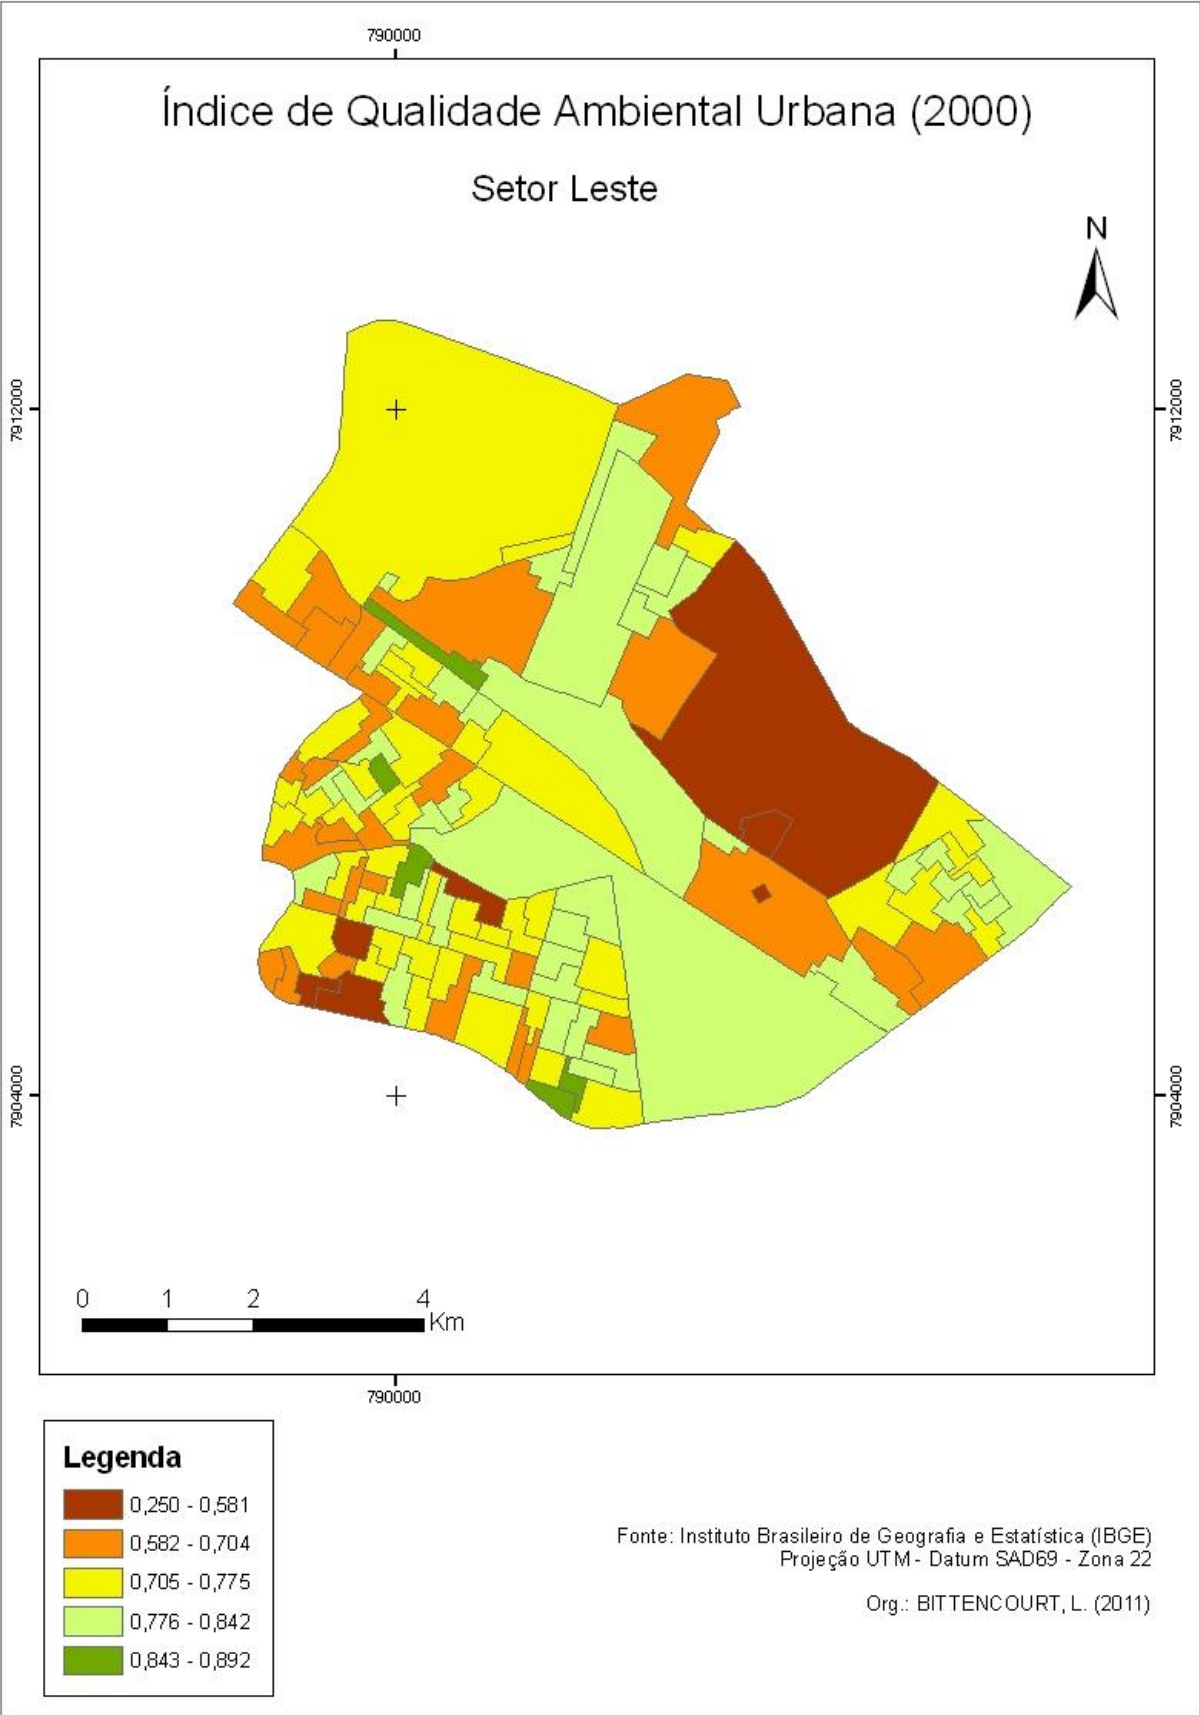 790000
Índice de Qualidade Ambiental Urbana (2000)
Setor Leste
N
7912000
7912000
7904000
7904000
0 1 2 4
Km
790000
Legenda
0,250 - 0,581
0,582 - 0,704
0,705 - 0,775
0,776 - 0,842
0,843 - 0,892
Fonte: Instituto Brasileiro de Geografia e Estatística (IBGE)
Projeção UTM - Datum SAD69 - Zona 22
Org.: BITTENCOURT, L. (2011)